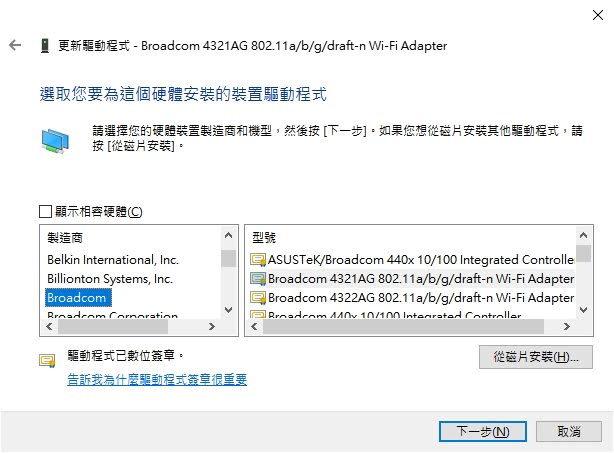 更新驅動程式 - Broadcom 4321AG 802.11a/b/g/draft-n Wi-Fi Adapter
選取您要為這個硬體安裝的裝置驅動程式
請選擇您的硬體裝置製造商和機型，然後按 [下一步]。如果您想從磁片安裝其他驅動程式，請
按 [從磁片安裝]。
顯示相容硬體(C)
製造商
Belkin International, Inc.
Billionton Systems, Inc.
Broadcom
Broadcom Corporation
型號
ASUSTeK/Broadcom 440x 10/100 Integrated Controlle
Broadcom 4321AG 802.11a/b/g/draft-n Wi-Fi Adapter
Broadcom 4322AG 802.11a/b/g/draft-n Wi-Fi Adapter
Broadcom 440x 10/100 Integrated Controller
驅動程式已數位簽章。
告訴我為什麼驅動程式簽章很重要
從磁片安裝(H)...
下一步(N)
取消